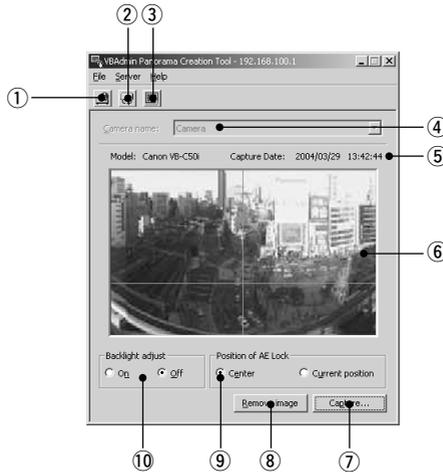 ② ③
①
VBAdmin Panorama Creation Tool - 192.168.100.1
File Server Help
Camera name: Camera
④
Model: Canon VB-C50i Capture Date: 2004/03/29 13:42:44
⑤
⑥
Backlight adjust
On Off
Position of AE Lock
Center Current position
Remove image Capture...
⑩ ⑨ ⑧ ⑦